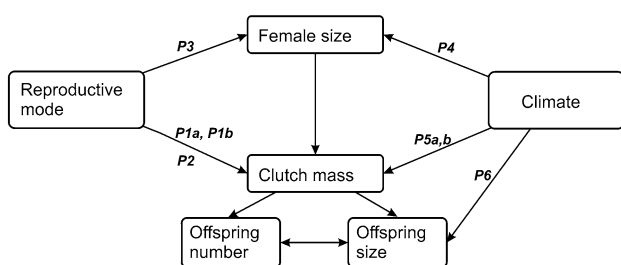 Female size
P3
P4
Reproductive
mode
Climate
P1a, P1b
P2
P5a,b
Clutch mass
P6
Offspring
number
Offspring
size